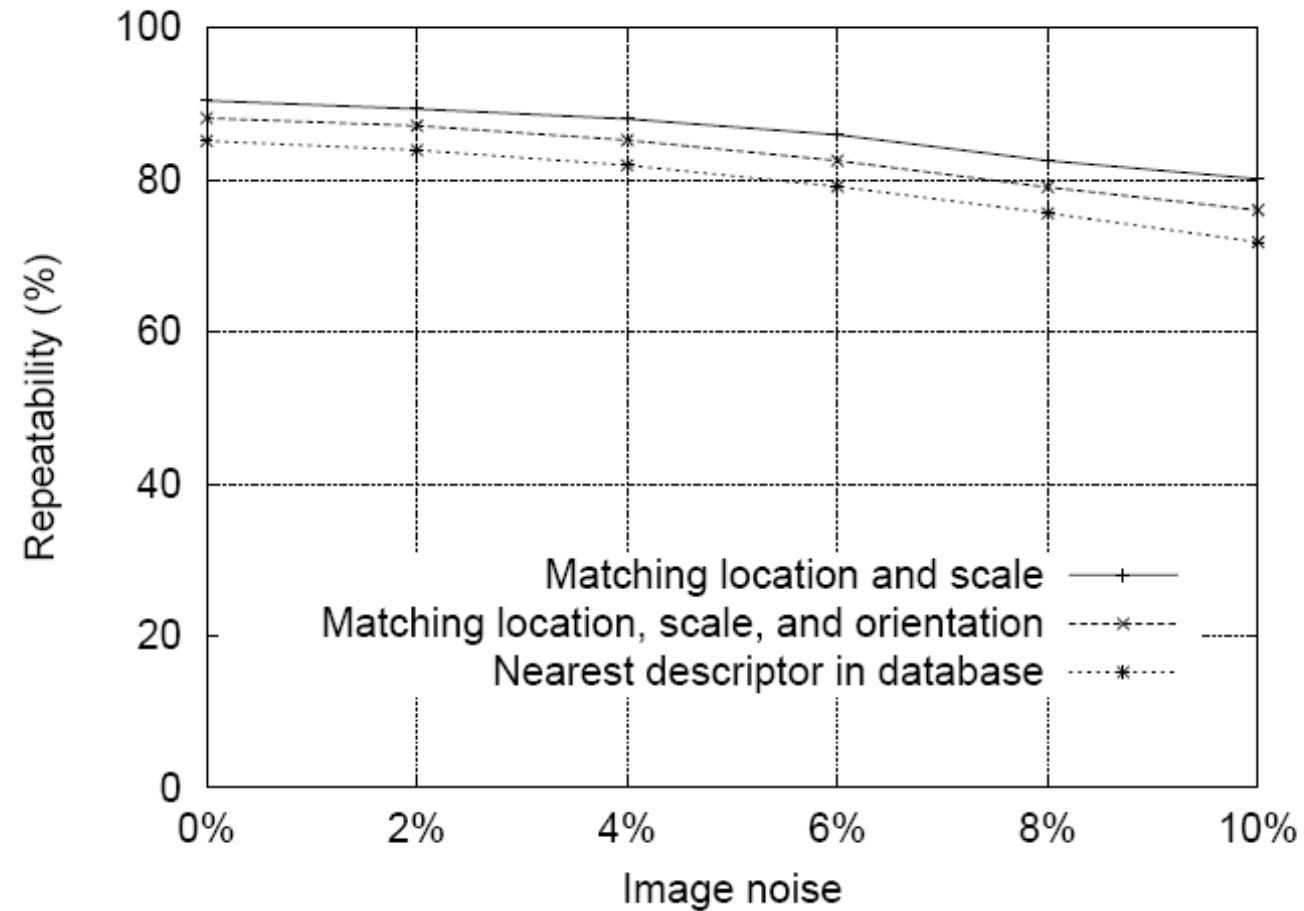 100
80
60
40
20
0
Repeatability (%)
Matching location and scale
Matching location, scale, and orientation
Nearest descriptor in database
0% 2% 4% 6% 8% 10%
Image noise